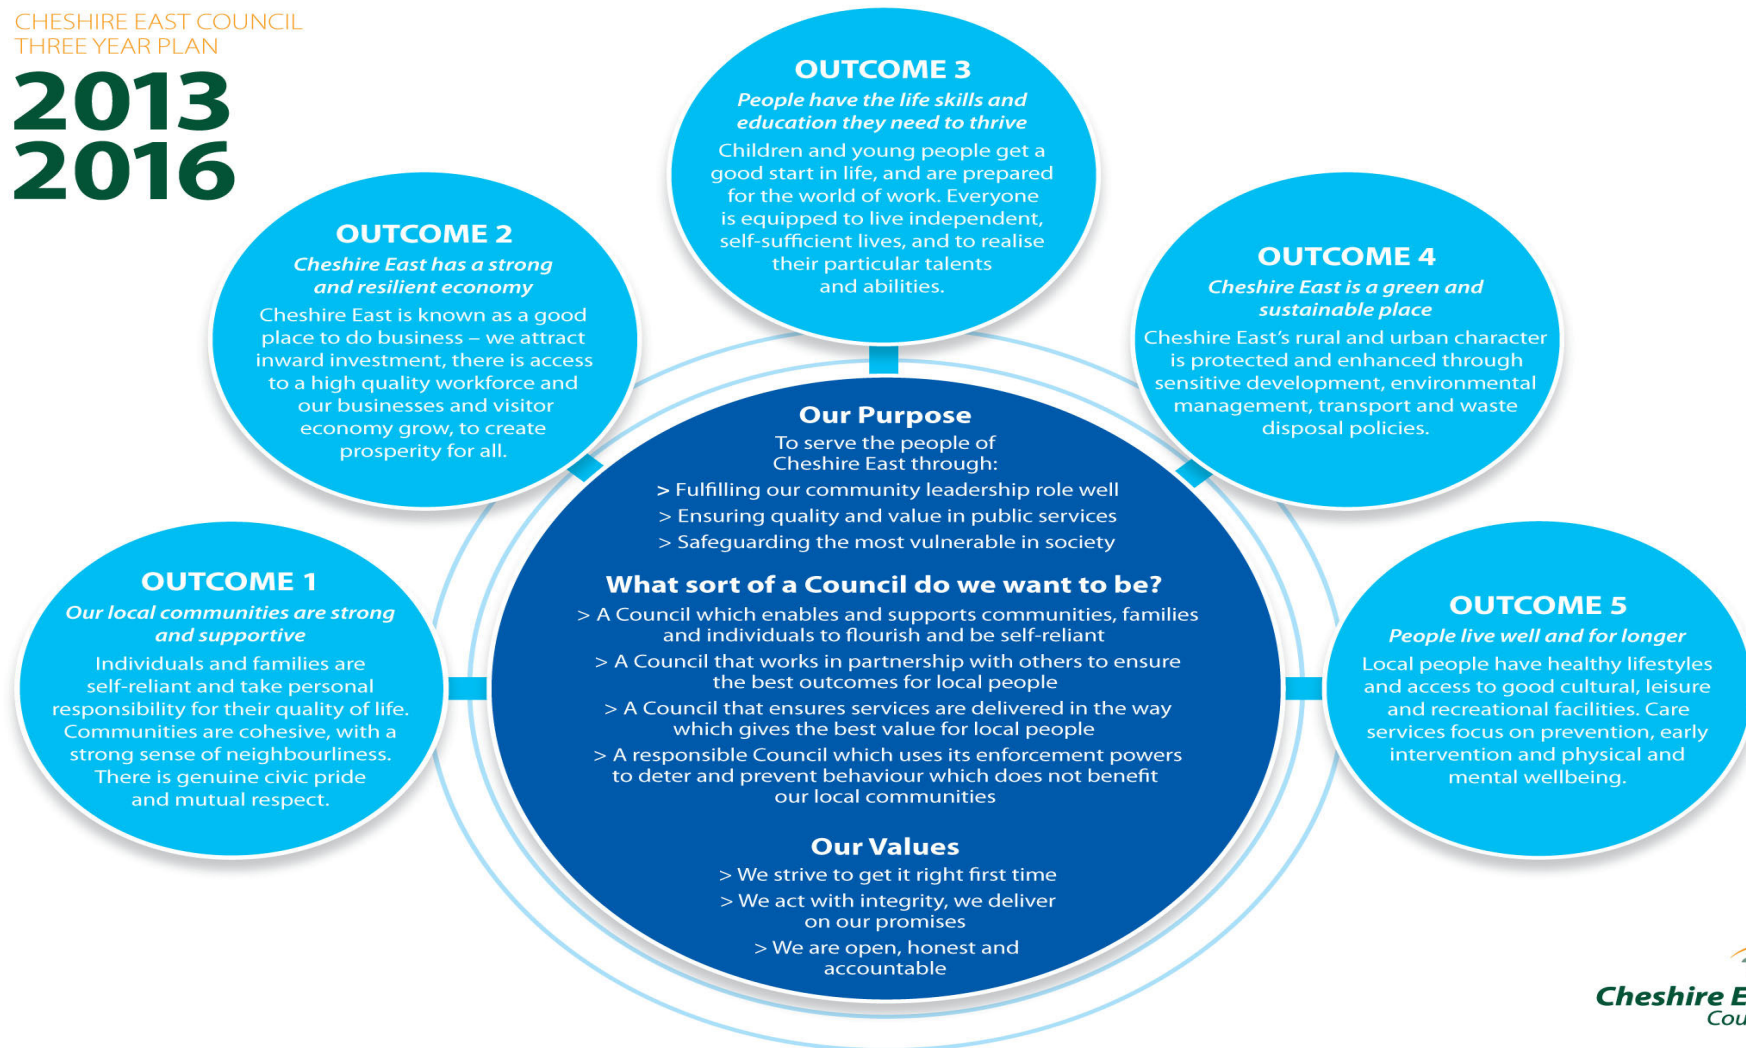 CHESHIRE EAST COUNCIL
THREE YEAR PLAN
2013
2016
OUTCOME 1
Our local communities are strong
and supportive
Individuals and families are
self-reliant and take personal
responsibility for their quality of life.
Communities are cohesive, with a
strong sense of neighbourliness.
There is genuine civic pride
and mutual respect.
OUTCOME 2
Cheshire East has a strong
and resilient economy
Cheshire East is known as a good
place to do business – we attract
inward investment, there is access
to a high quality workforce and
our businesses and visitor
economy grow, to create
prosperity for all.
OUTCOME 3
People have the life skills and
education they need to thrive
Children and young people get a
good start in life, and are prepared
for the world of work. Everyone
is equipped to live independent,
self-sufficient lives, and to realise
their particular talents
and abilities.
OUTCOME 4
Cheshire East is a green and
sustainable place
Cheshire East's rural and urban character
is protected and enhanced through
sensitive development, environmental
management, transport and waste
disposal policies.
OUTCOME 5
People live well and for longer
Local people have healthy lifestyles
and access to good cultural, leisure
and recreational facilities. Care
services focus on prevention, early
intervention and physical and
mental wellbeing.
Our Purpose
To serve the people of
Cheshire East through:
> Fulfilling our community leadership role well
> Ensuring quality and value in public services
> Safeguarding the most vulnerable in society
What sort of a Council do we want to be?
> A Council which enables and supports communities, families
and individuals to flourish and be self-reliant
> A Council that works in partnership with others to ensure
the best outcomes for local people
> A Council that ensures services are delivered in the way
which gives the best value for local people
> A responsible Council which uses its enforcement powers
to deter and prevent behaviour which does not benefit
our local communities
Our Values
> We strive to get it right first time
> We act with integrity, we deliver
on our promises
> We are open, honest and
accountable
Cheshire E
Cou